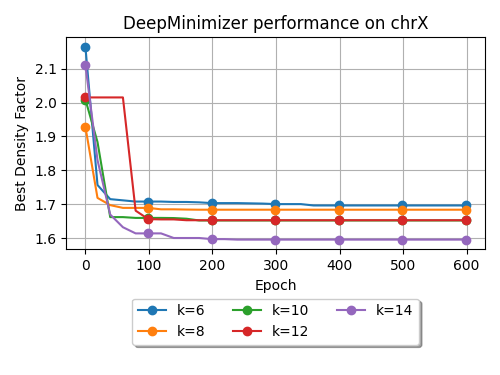 DeepMinimizer performance on chrX
Best Density Factor
2.1
2.0
1.9
1.8
1.7
1.6
0 100 200 300 400 500 600
Epoch
k=6 k=10 k=14
k=8 k=12